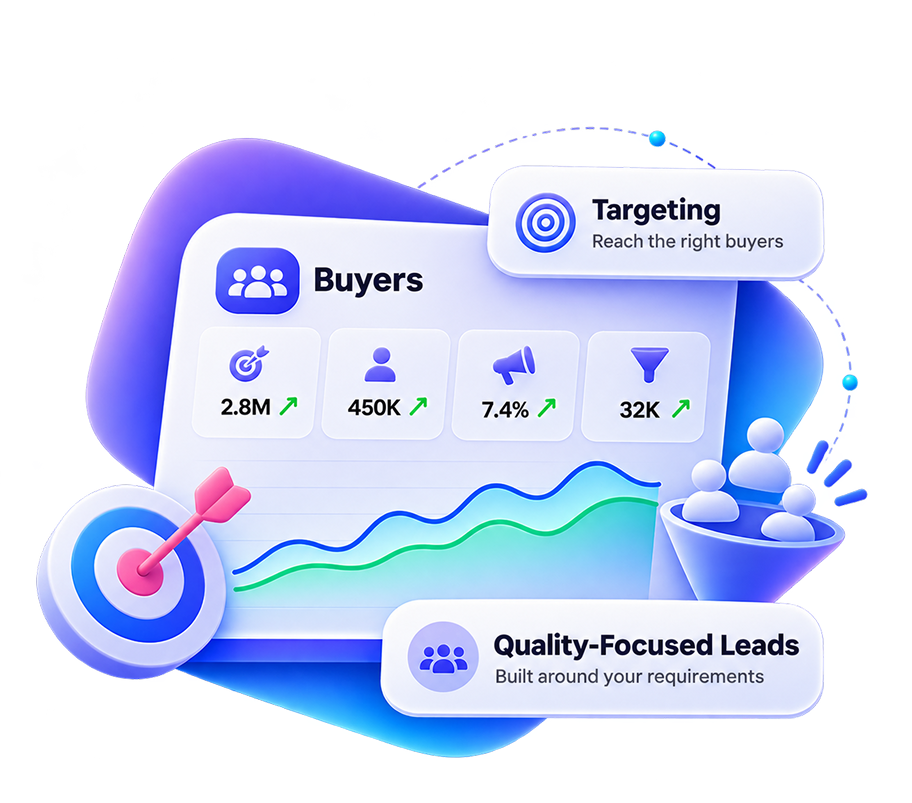 Targeting
Reach the right buyers
Buyers
2.8M
450K
7.4%
32K
Quality-Focused Leads
Built around your requirements